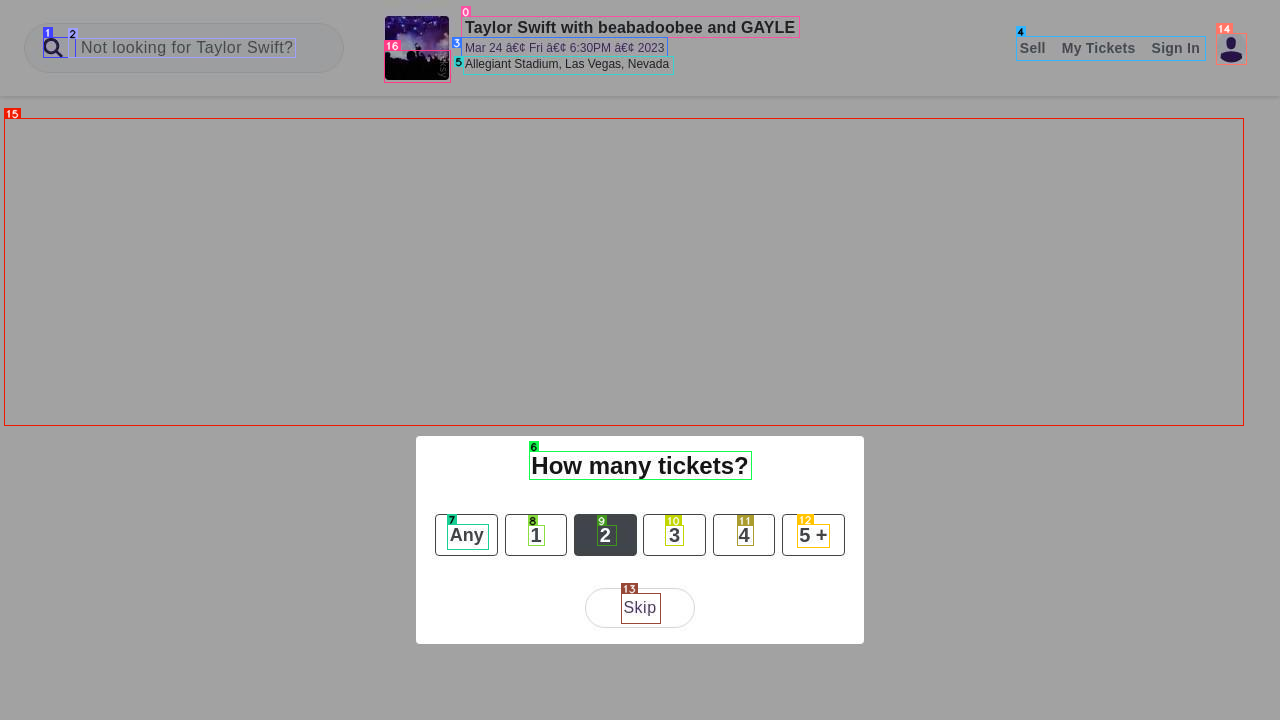 Not looking for Taylor Swift?
Taylor Swift with beabadoobee and GAYLE
Mar 24 â€¢ Fri â€¢ 6:30PM â€¢ 2023
Allegiant Stadium, Las Vegas, Nevada
Sell My Tickets Sign In
How many tickets?
Any 1 2 3 4 5 +
Skip
0
1
2
3
4
5
6
7
8
9
10
11
12
13
14
15
16